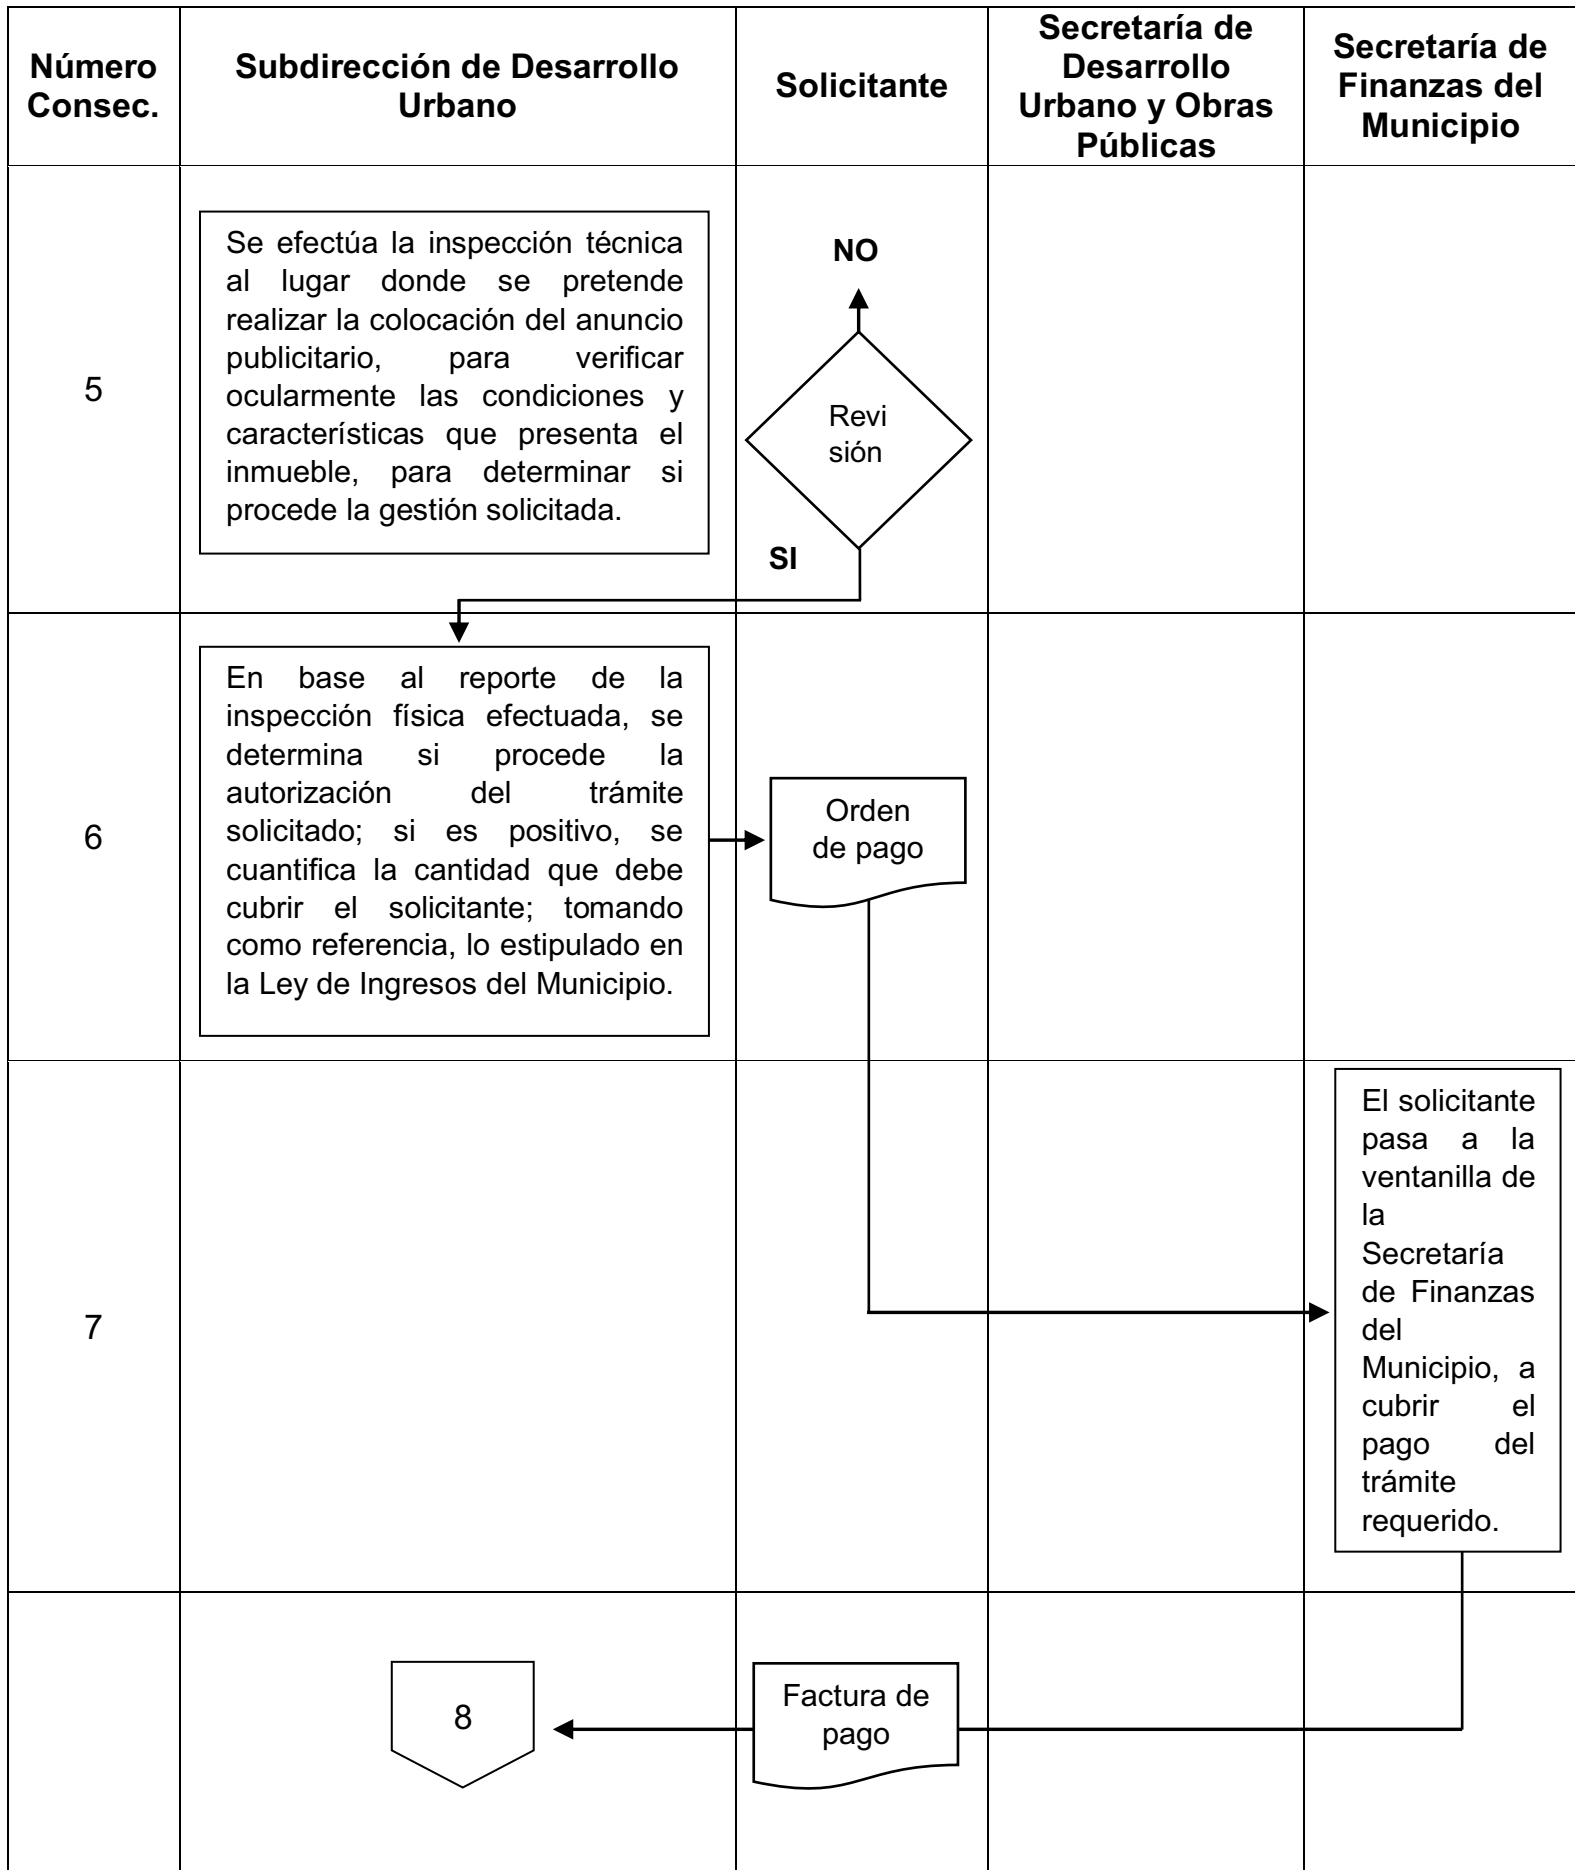 Número
Consec.
Subdirección de Desarrollo
Urbano
Solicitante
Secretaría de
Desarrollo
Urbano y Obras
Públicas
Secretaría de
Finanzas del
Municipio
5
Se efectúa la inspección técnica
al lugar donde se pretende
realizar la colocación del anuncio
publicitario, para verificar
ocularmente las condiciones y
características que presenta el
inmueble, para determinar si
procede la gestión solicitada.
NO
Revi
sión
SI
6
En base al reporte de la
inspección física efectuada, se
determina si procede la
autorización del trámite
solicitado; si es positivo, se
cuantifica la cantidad que debe
cubrir el solicitante; tomando
como referencia, lo estipulado en
la Ley de Ingresos del Municipio.
Orden
de pago
7
El solicitante
pasa a la
ventanilla de
la
Secretaría
de Finanzas
del
Municipio, a
cubrir el
pago del
trámite
requerido.
8
Factura de
pago